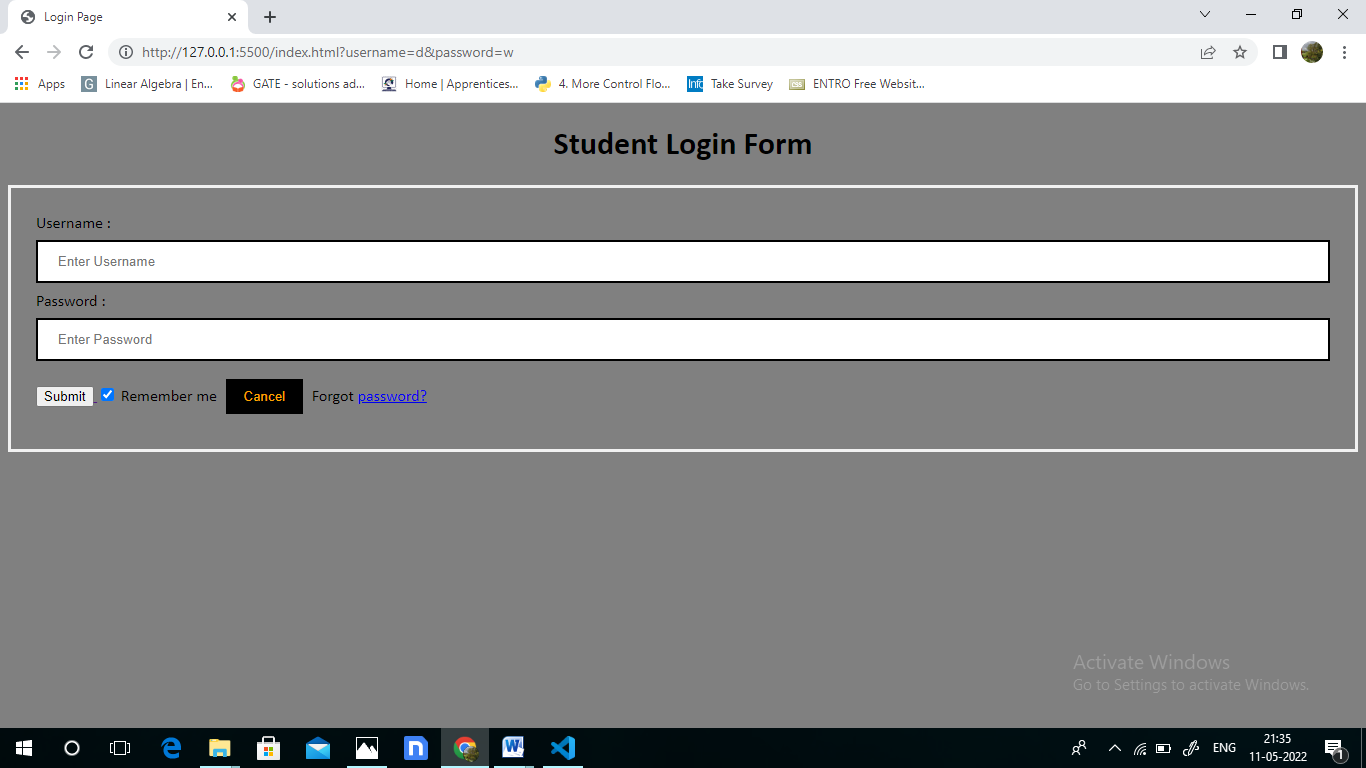 Login Page
http://127.0.0.1:5500/index.html?username=d&password=w
Apps G Linear Algebra | En... GATE - solutions ad... Home | Apprentices... 4. More Control Flo... Info Take Survey css ENTRO Free Websit...
Student Login Form
Username :
Enter Username
Password :
Enter Password
Submit Remember me Cancel Forgot password?
Activate Windows
Go to Settings to activate Windows.
ENG 21:35
11-05-2022
1